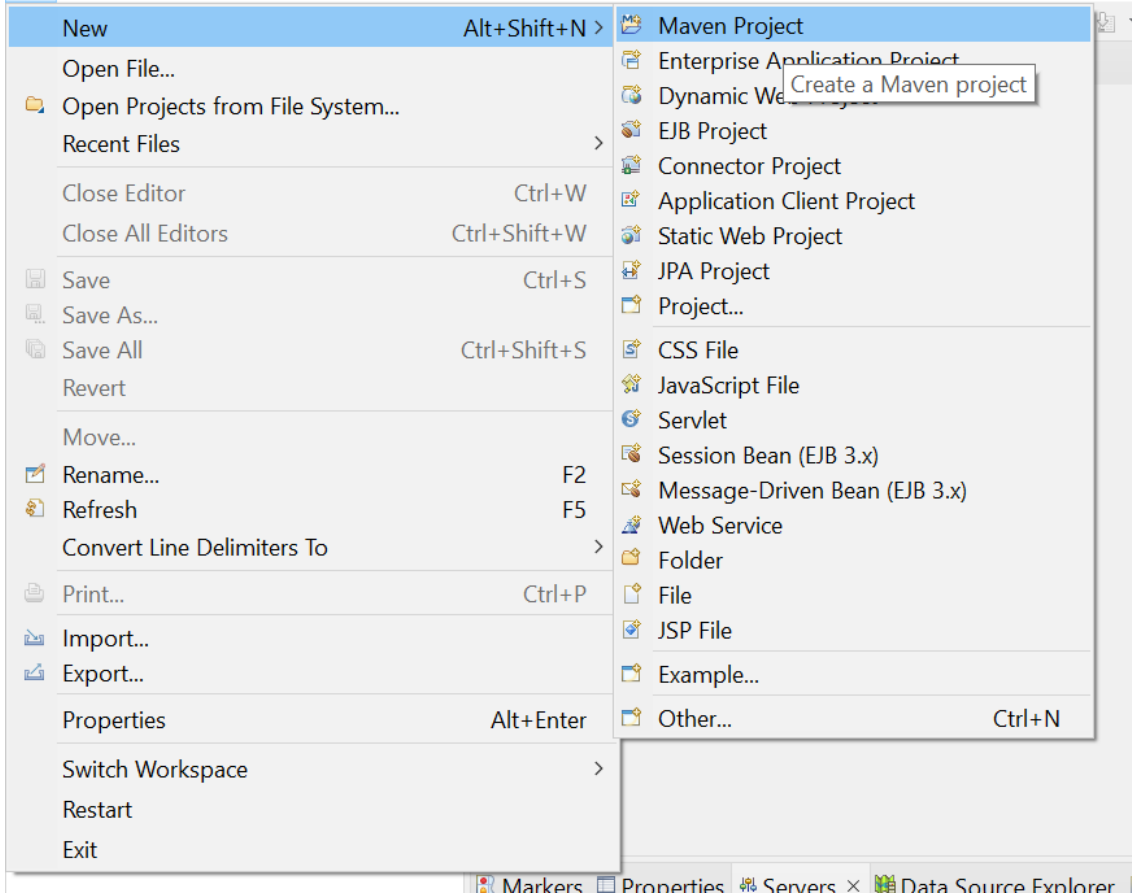 New Alt+Shift+N >
Open File...
Open Projects from File System...
Recent Files >
Close Editor Ctrl+W
Close All Editors Ctrl+Shift+W
Save Ctrl+S
Save As...
Save All Ctrl+Shift+S
Revert
Move...
Rename... F2
Refresh F5
Convert Line Delimiters To >
Print... Ctrl+P
Import...
Export...
Properties Alt+Enter
Switch Workspace >
Restart
Exit
Maven Project
Enterprise Application Project
Create a Maven project
Dynamic Web Project
EJB Project
Connector Project
Application Client Project
Static Web Project
JPA Project
Project...
CSS File
JavaScript File
Servlet
Session Bean (EJB 3.x)
Message-Driven Bean (EJB 3.x)
Web Service
Folder
File
JSP File
Example...
Other... Ctrl+N
Markers Properties Servers × Data Source Explorer